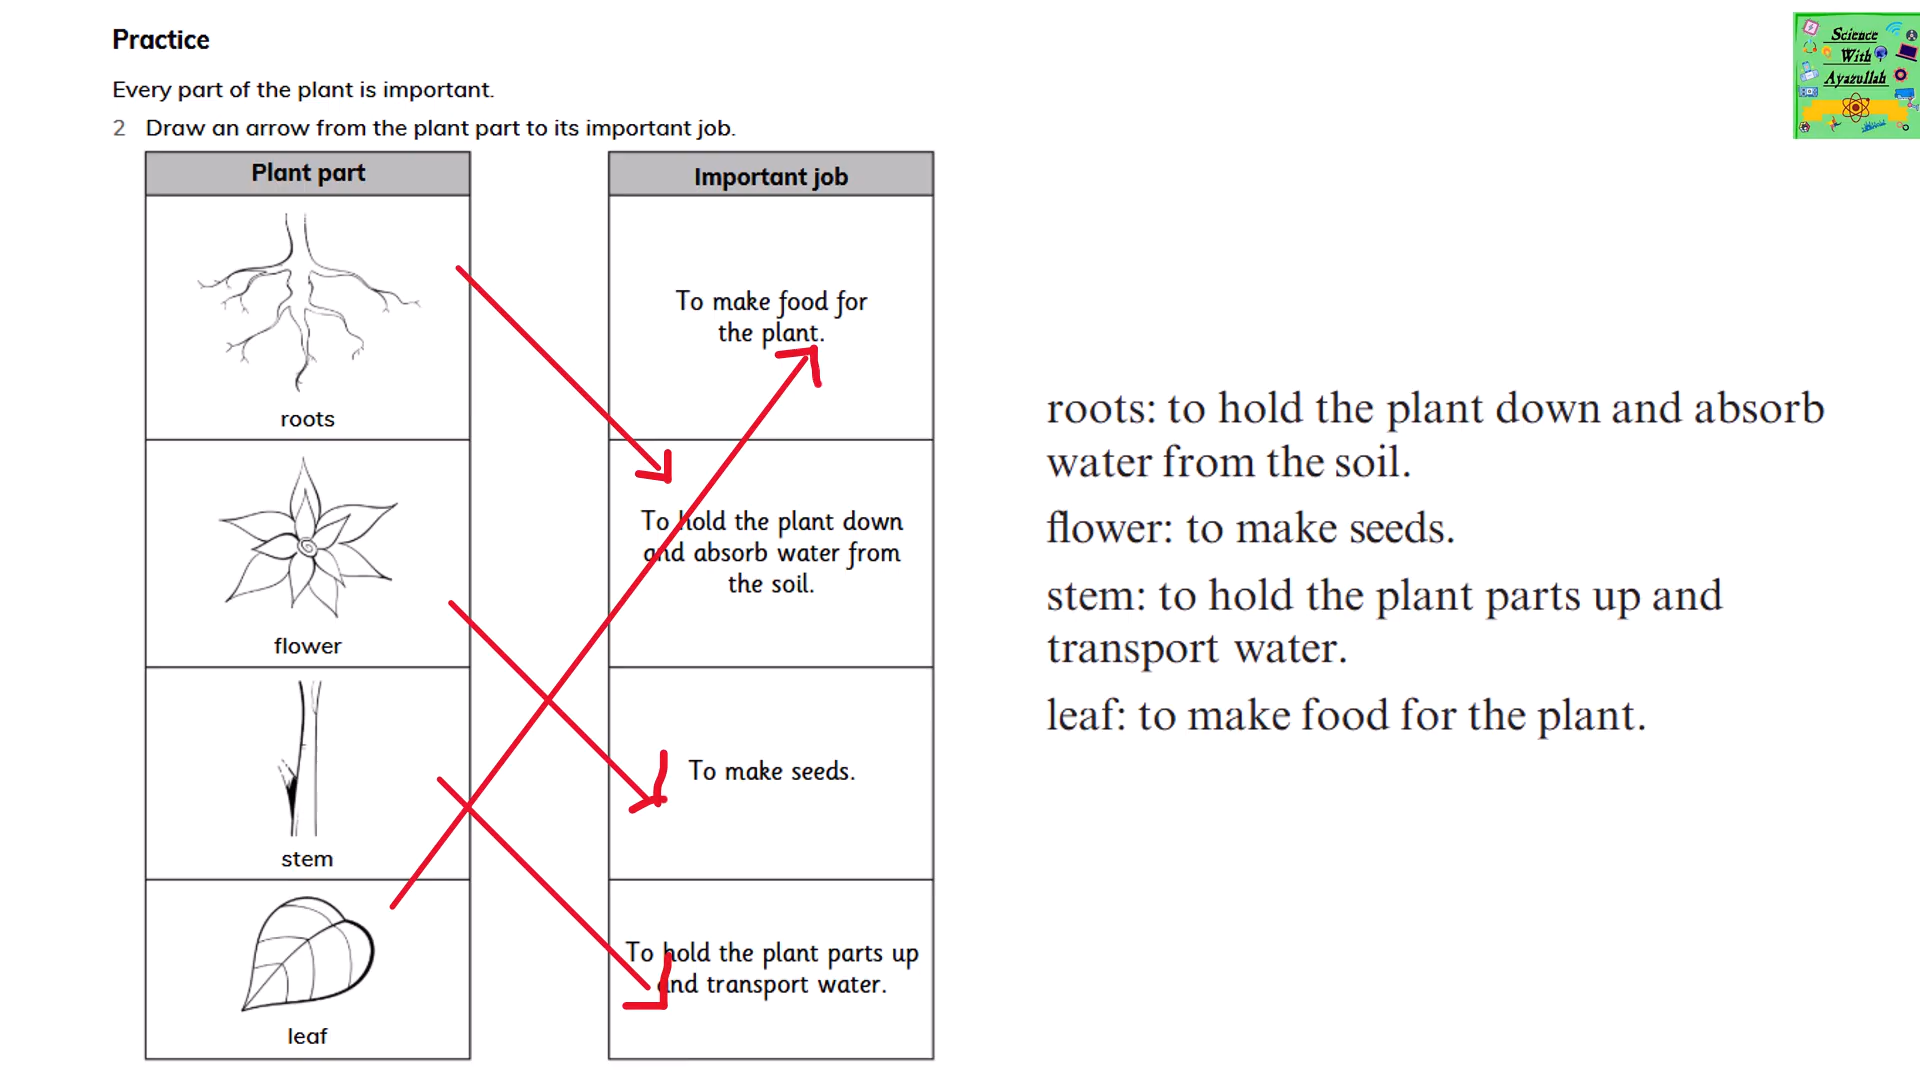 Practice
Every part of the plant is important.
2 Draw an arrow from the plant part to its important job.
Plant part
roots
flower
stem
leaf
Important job
To make food for
the plant.
To hold the plant down
and absorb water from
the soil.
To make seeds.
To hold the plant parts up
and transport water.
roots: to hold the plant down and absorb
water from the soil.
flower: to make seeds.
stem: to hold the plant parts up and
transport water.
leaf: to make food for the plant.
Science
With
Ayazullah